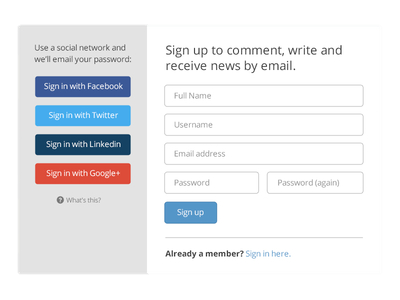 Use a social network and
we'll email your password:
Sign in with Facebook
Sign in with Twitter
Sign in with Linkedin
Sign in with Google+
? What's this?
Sign up to comment, write and
receive news by email.
Full Name
Username
Email address
Password
Password (again)
Sign up
Already a member? Sign in here.